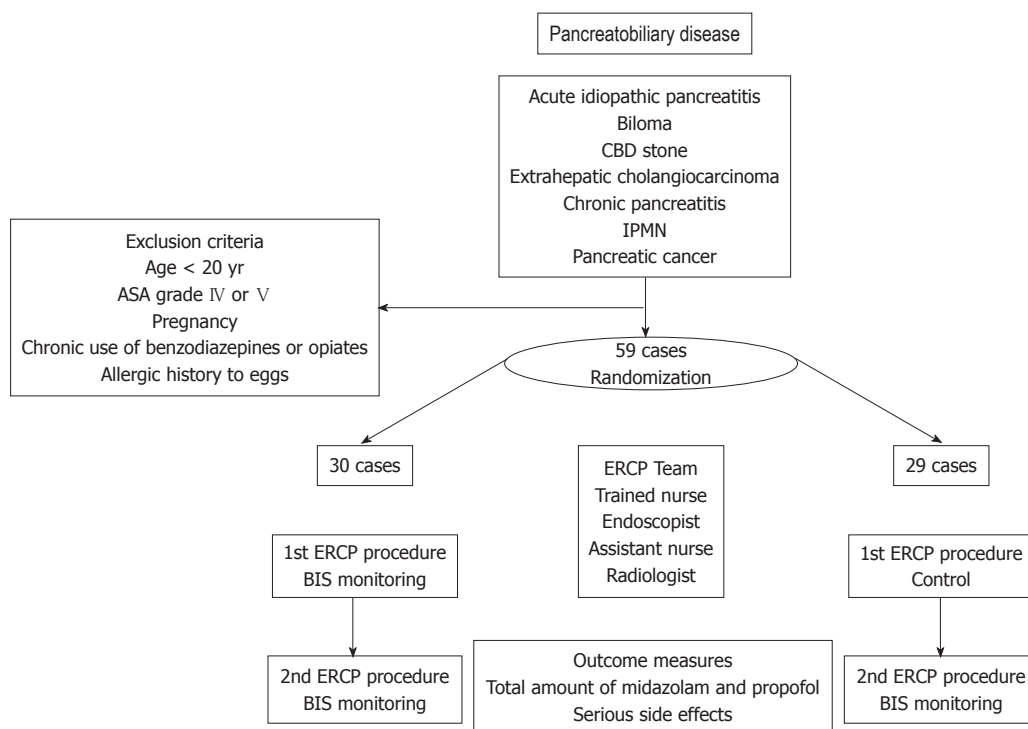 Pancreatobiliary disease
Acute idiopathic pancreatitis
Biloma
CBD stone
Extrahepatic cholangiocarcinoma
Chronic pancreatitis
IPMN
Pancreatic cancer
Exclusion criteria
Age < 20 yr
ASA grade Ⅳ or Ⅴ
Pregnancy
Chronic use of benzodiazepines or opiates
Allergic history to eggs
59 cases
Randomization
30 cases
ERCP Team
Trained nurse
Endoscopist
Assistant nurse
Radiologist
29 cases
1st ERCP procedure
BIS monitoring
1st ERCP procedure
Control
2nd ERCP procedure
BIS monitoring
Outcome measures
Total amount of midazolam and propofol
Serious side effects
2nd ERCP procedure
BIS monitoring